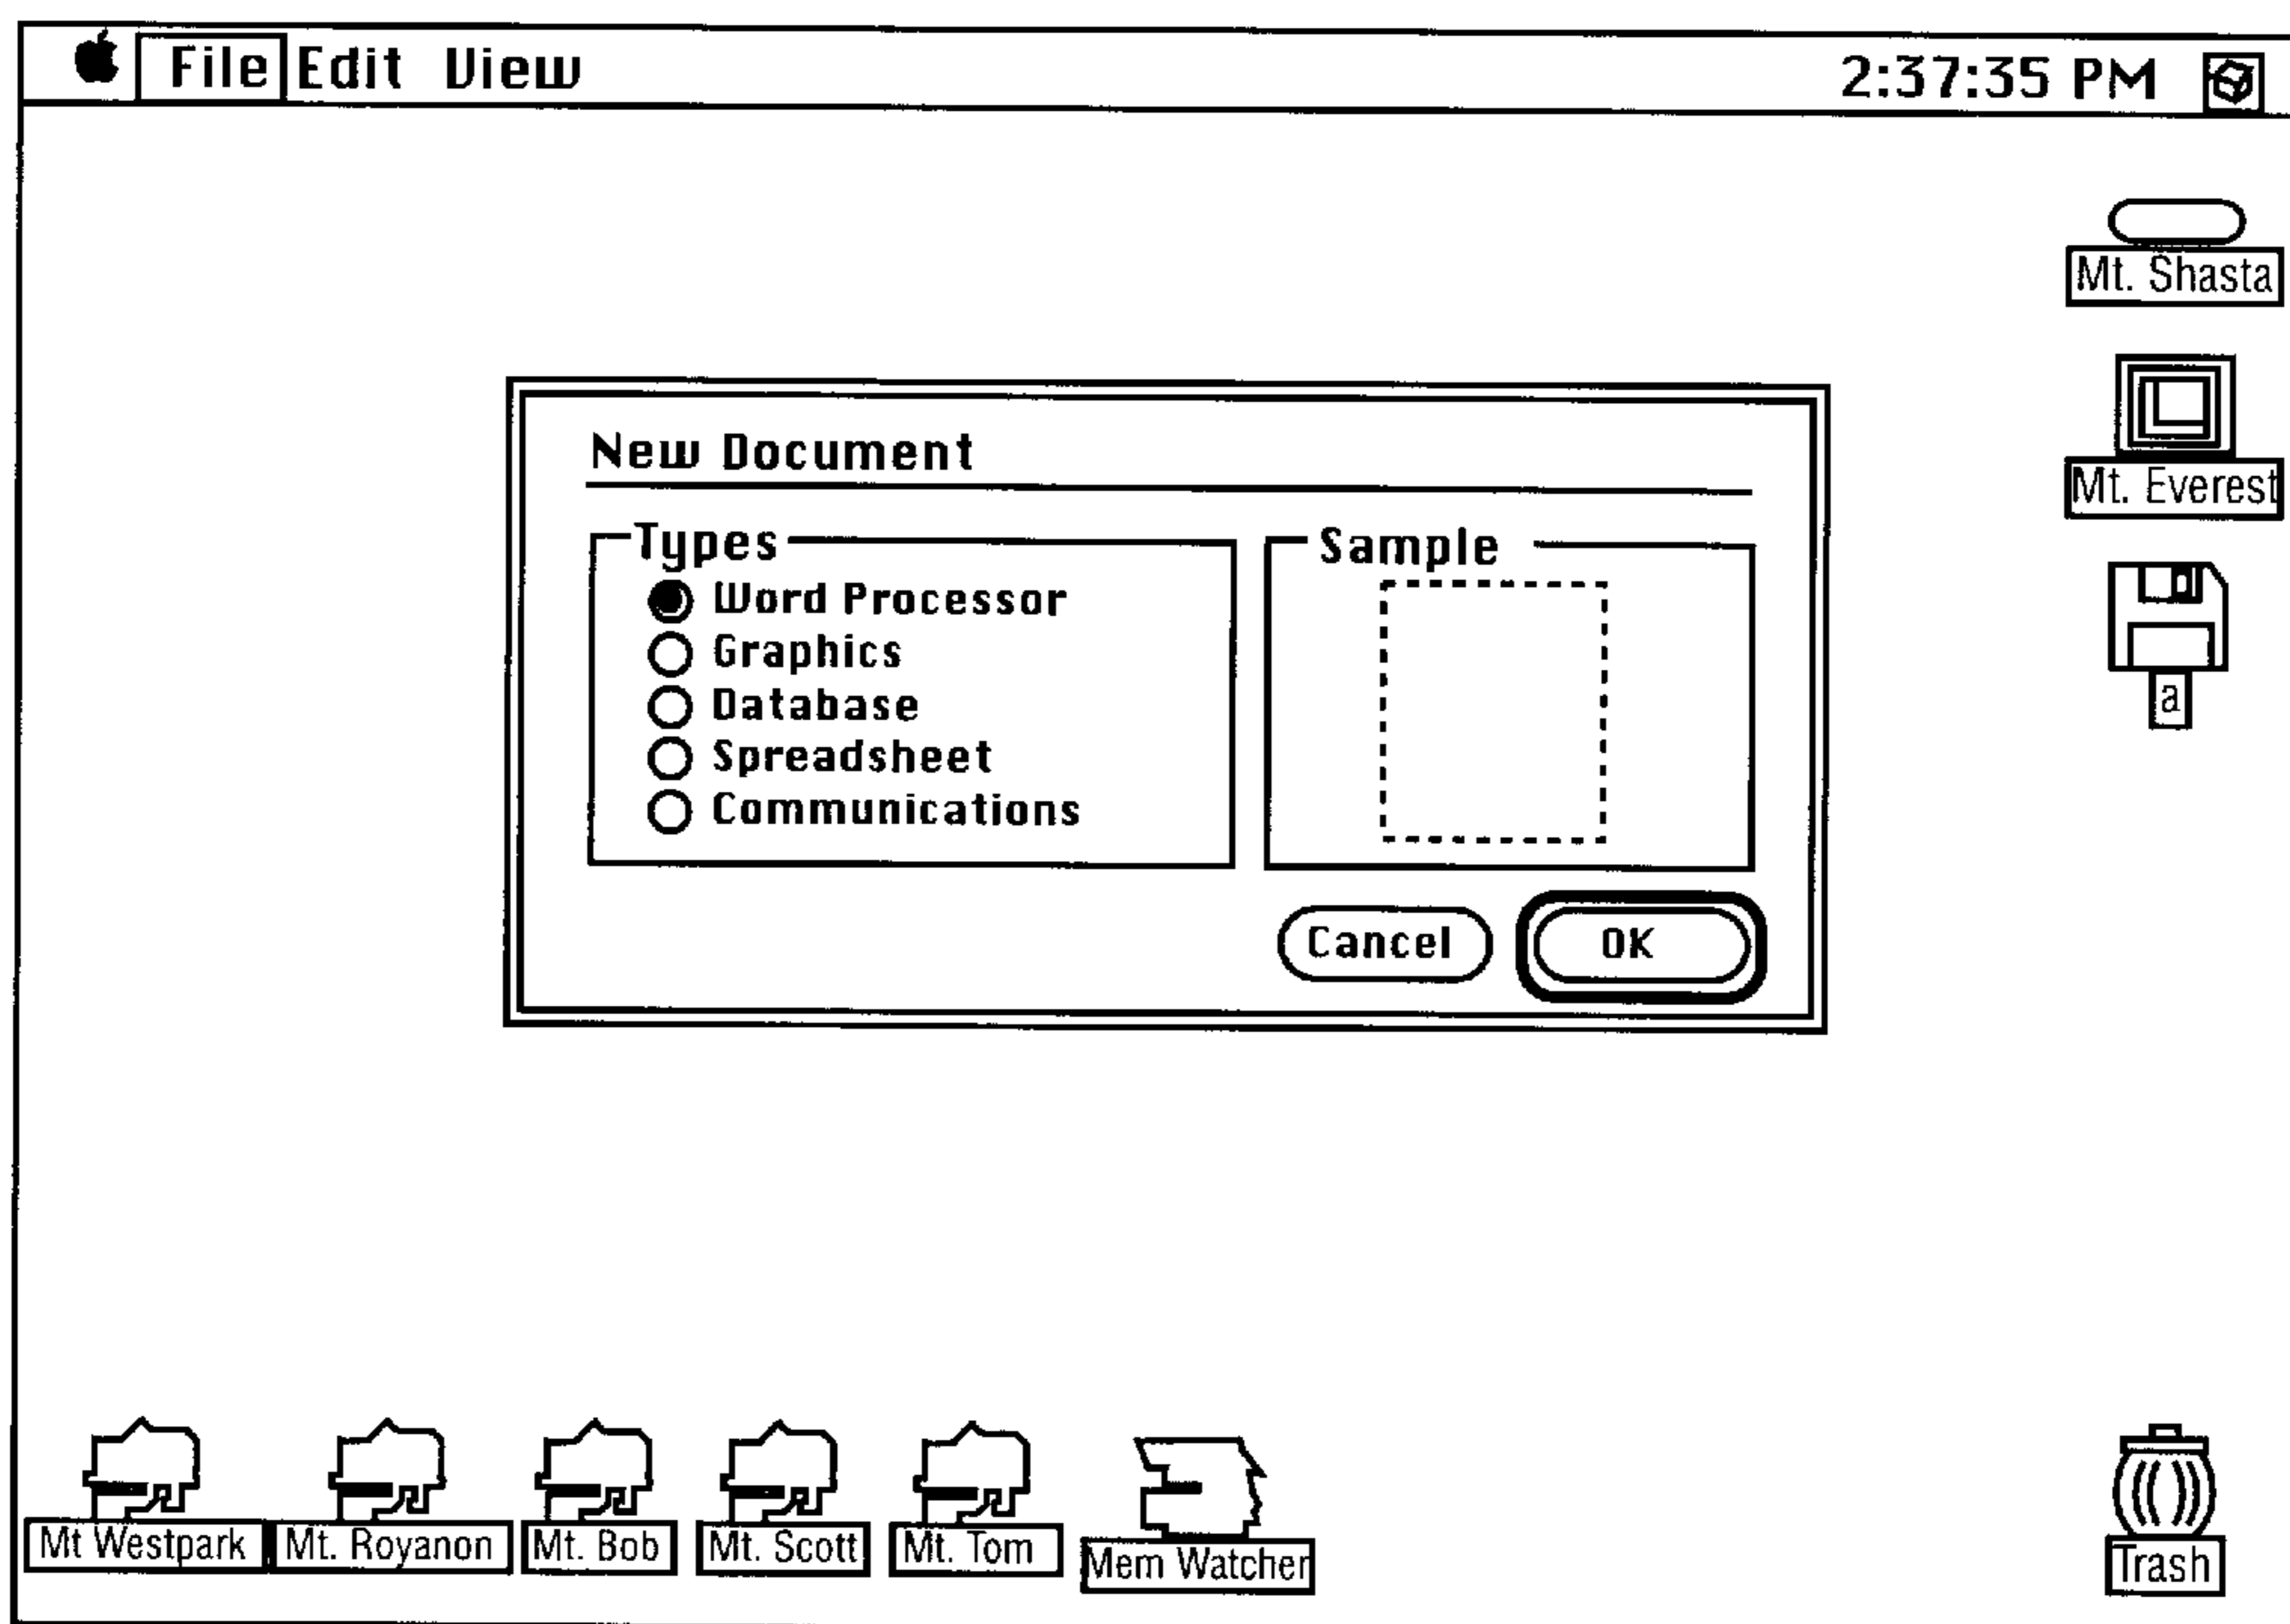 File Edit View 2:37:35 PM
Mt. Shasta
Mt. Everest
a
New Document
Types
Word Processor
Graphics
Database
Spreadsheet
Communications
Sample
Cancel OK
Mt Westpark Mt. Royanon Mt. Bob Mt. Scott Mt. Tom Mem Watcher Trash